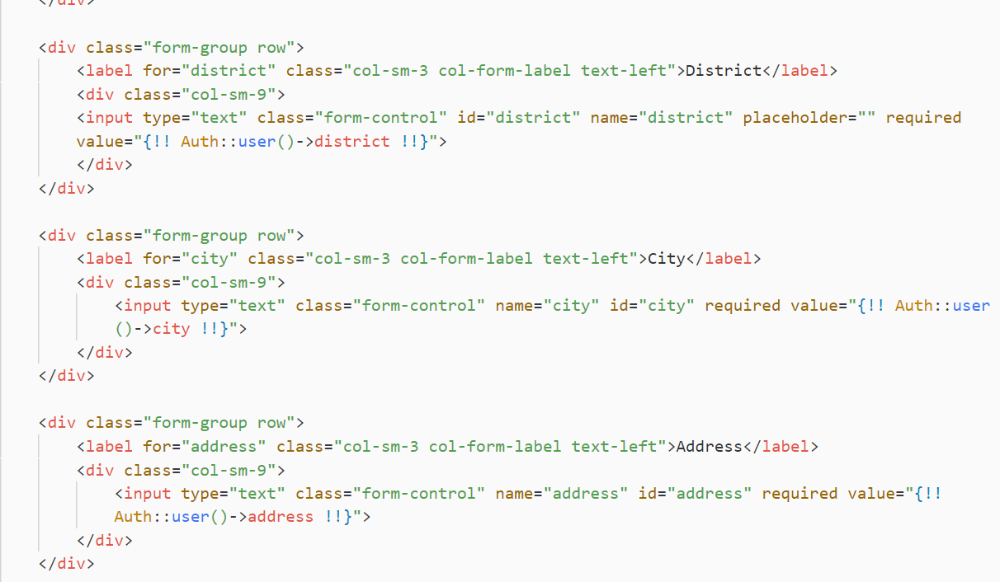 </div>
<div class="form-group row">
<label for="district" class="col-sm-3 col-form-label text-left">District</label>
<div class="col-sm-9">
<input type="text" class="form-control" id="district" name="district" placeholder="" required
value="{!! Auth::user()->district !!}">
</div>
</div>
<div class="form-group row">
<label for="city" class="col-sm-3 col-form-label text-left">City</label>
<div class="col-sm-9">
<input type="text" class="form-control" name="city" id="city" required value="{!! Auth::user
()->city !!}">
</div>
</div>
<div class="form-group row">
<label for="address" class="col-sm-3 col-form-label text-left">Address</label>
<div class="col-sm-9">
<input type="text" class="form-control" name="address" id="address" required value="{!!
Auth::user()->address !!}">
</div>
</div>